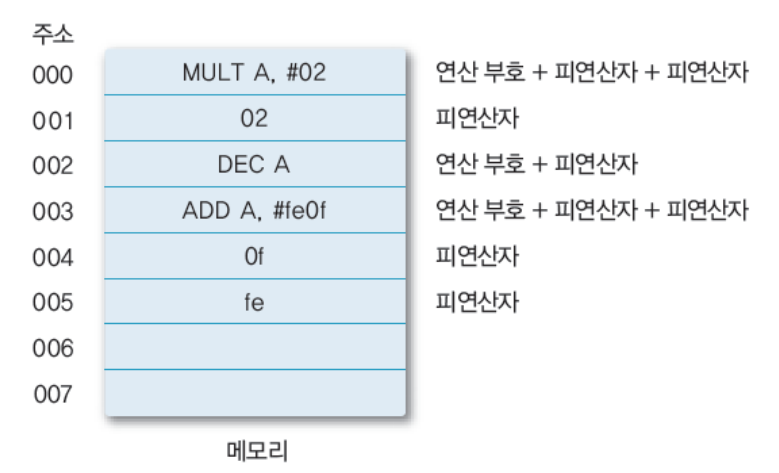 주소
000 MULT A, #02 연산 부호 + 피연산자 + 피연산자
001 02 피연산자
002 DEC A 연산 부호 + 피연산자
003 ADD A, #fe0f 연산 부호 + 피연산자 + 피연산자
004 0f 피연산자
005 fe 피연산자
006
007
메모리